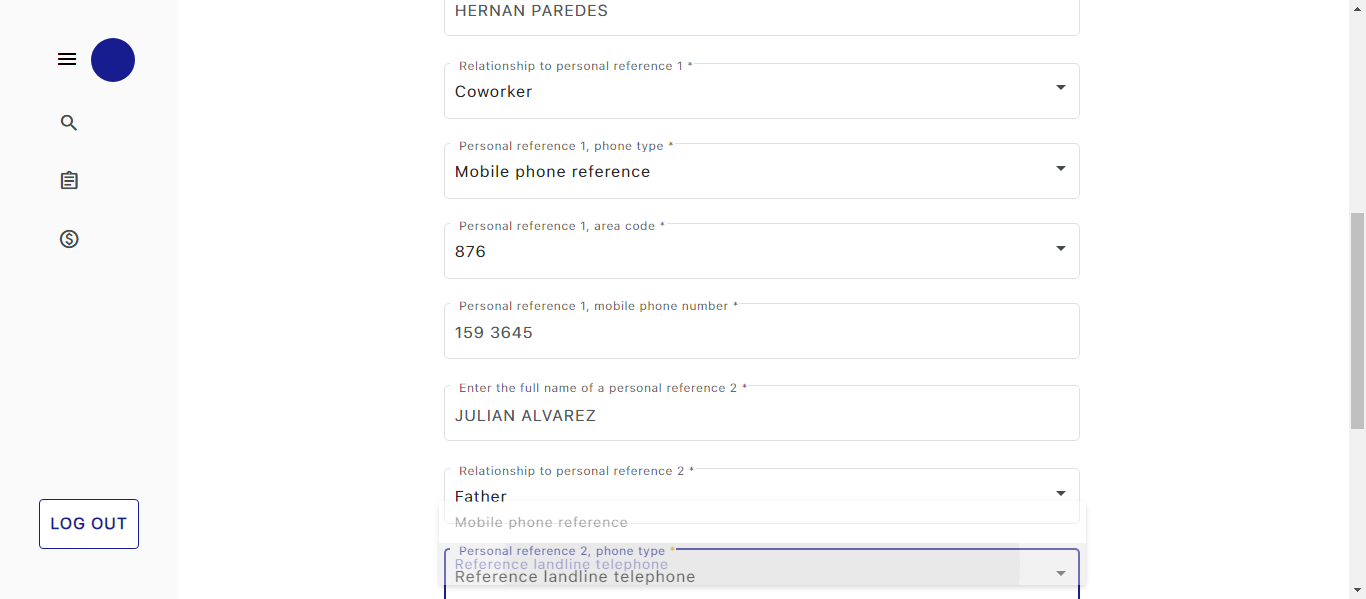 HERNAN PAREDES
Relationship to personal reference 1 *
Coworker
Personal reference 1, phone type *
Mobile phone reference
Personal reference 1, area code *
876
Personal reference 1, mobile phone number *
159 3645
Enter the full name of a personal reference 2 *
JULIAN ALVAREZ
Relationship to personal reference 2 *
Father
Mobile phone reference
Personal reference 2, phone type *
Reference landline telephone
Reference landline telephone
LOG OUT